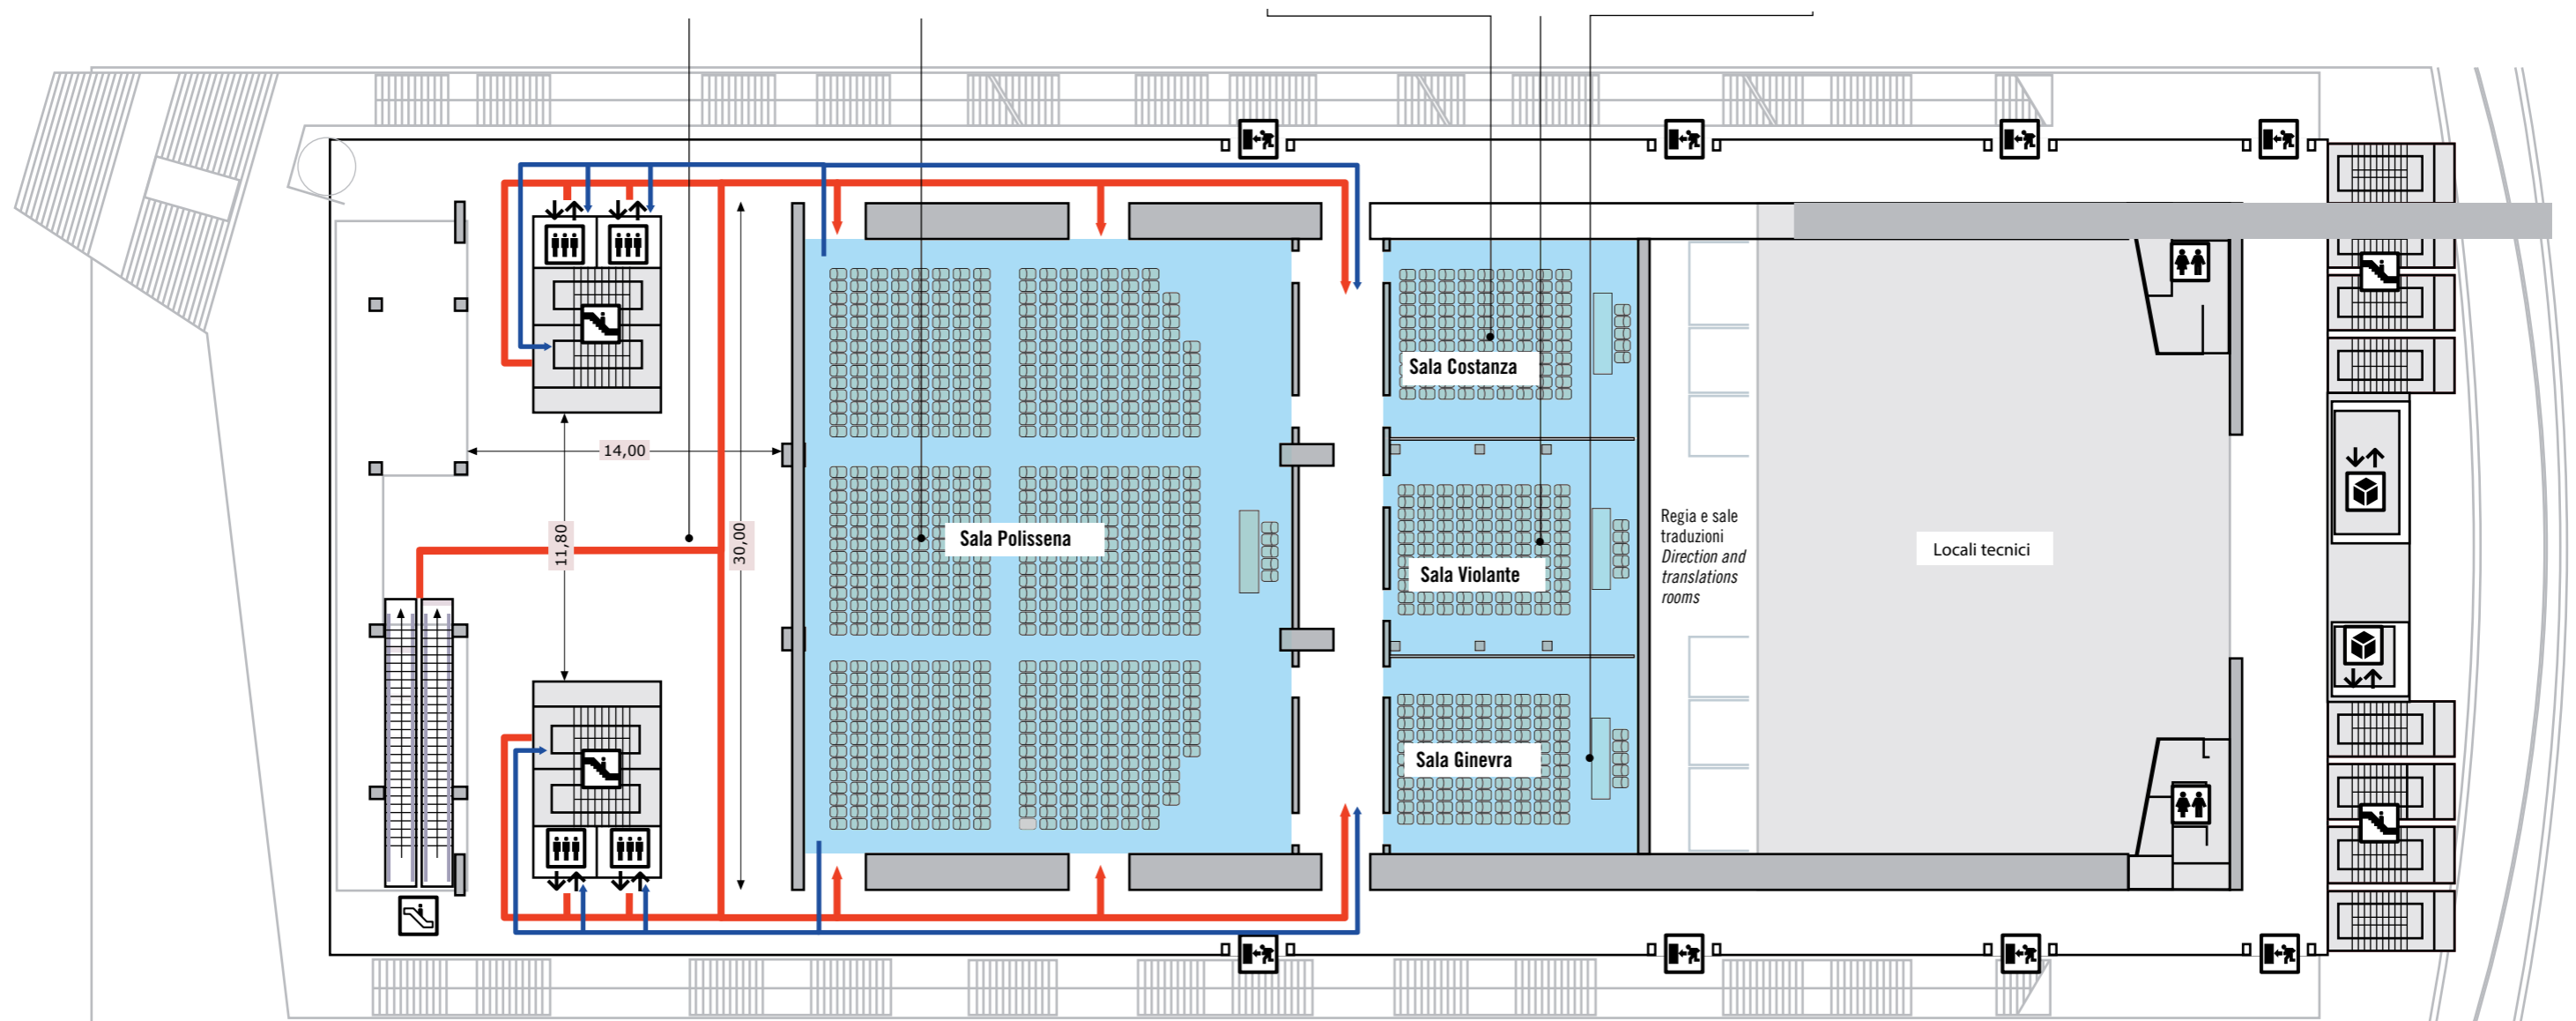 14,00
11,80
30,00
Sala Polissena
Sala Costanza
Sala Violante
Sala Ginevra
Regia e sale
traduzioni
Direction and
translations
rooms
Locali tecnici